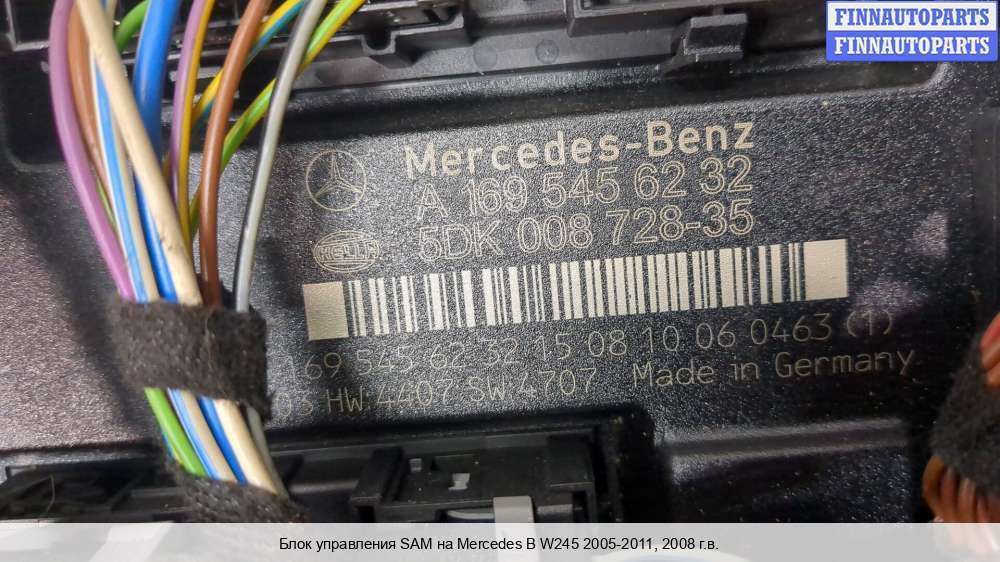 FINNAUTOPARTS
FINNAUTOPARTS
Mercedes-Benz
A 169 545 62 32
HELLA 5DK 008 728-35
169 545 62 32 15 08 10 06 0463 (1)
03 HW:4407 SW:4707 Made in Germany
Блок управления SAM на Mercedes B W245 2005-2011, 2008 г.в.